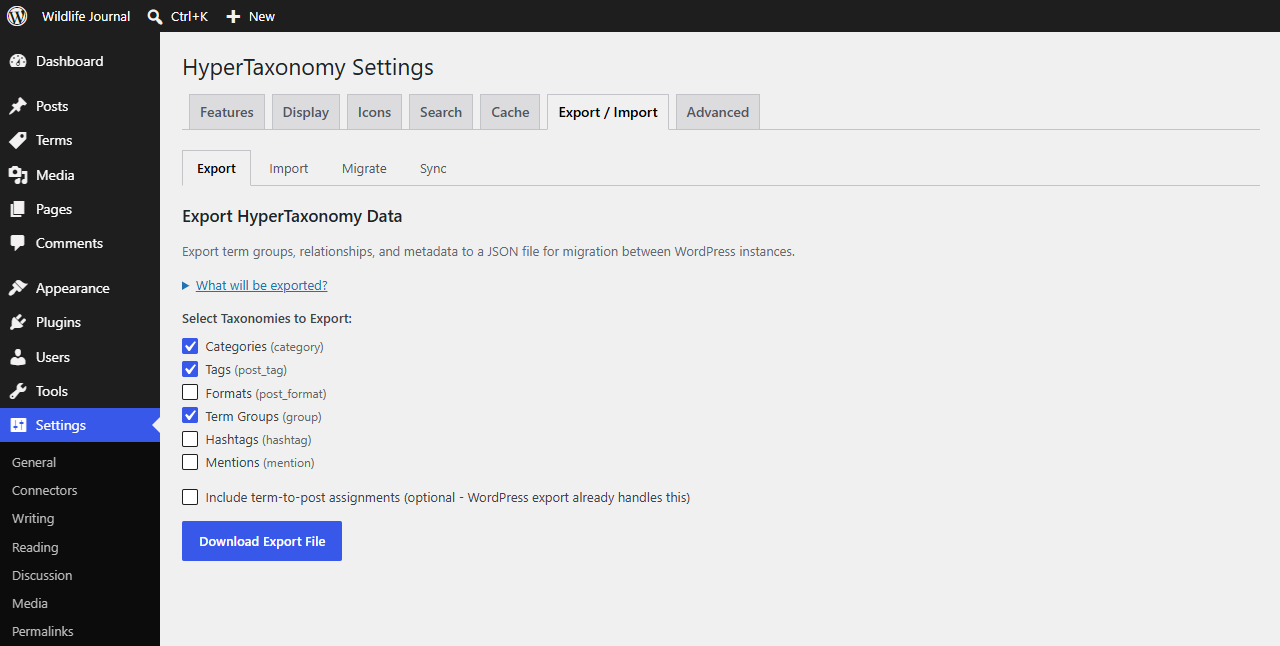 Wildlife Journal Ctrl+K New
Dashboard
Posts
Terms
Media
Pages
Comments
Appearance
Plugins
Users
Tools
Settings
General
Connectors
Writing
Reading
Discussion
Media
Permalinks
HyperTaxonomy Settings
Features Display Icons Search Cache Export / Import Advanced
Export Import Migrate Sync
Export HyperTaxonomy Data
Export term groups, relationships, and metadata to a JSON file for migration between WordPress instances.
What will be exported?
Select Taxonomies to Export:
Categories (category)
Tags (post_tag)
Formats (post_format)
Term Groups (group)
Hashtags (hashtag)
Mentions (mention)
Include term-to-post assignments (optional - WordPress export already handles this)
Download Export File